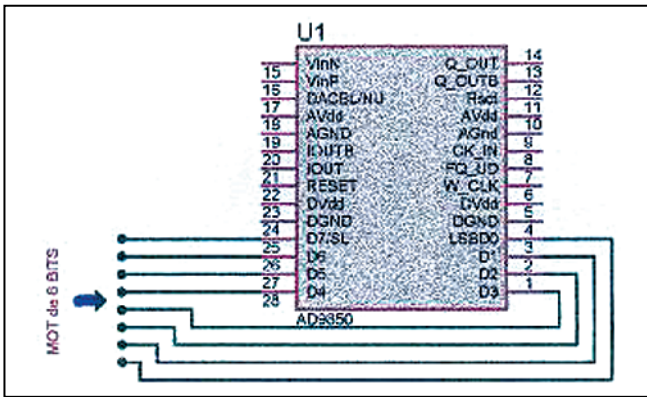 U1
14
VinN Q_OUT
15 13
VinP Q_OUTB
16 12
DACBL/NU Rset
17 11
AVdd AVdd
18 10
AGND AGnd
19 9
IOUTB CK_IN
20 8
IOUT FQ_UD
21 7
RESET W_CLK
22 6
DVdd DVdd
23 5
DGND DGND
24 4
D7/SL LSBD0
25 3
D6 D1
26 2
D5 D2
27 1
D4 D3
28
AD9850
MOT de 8 BITS